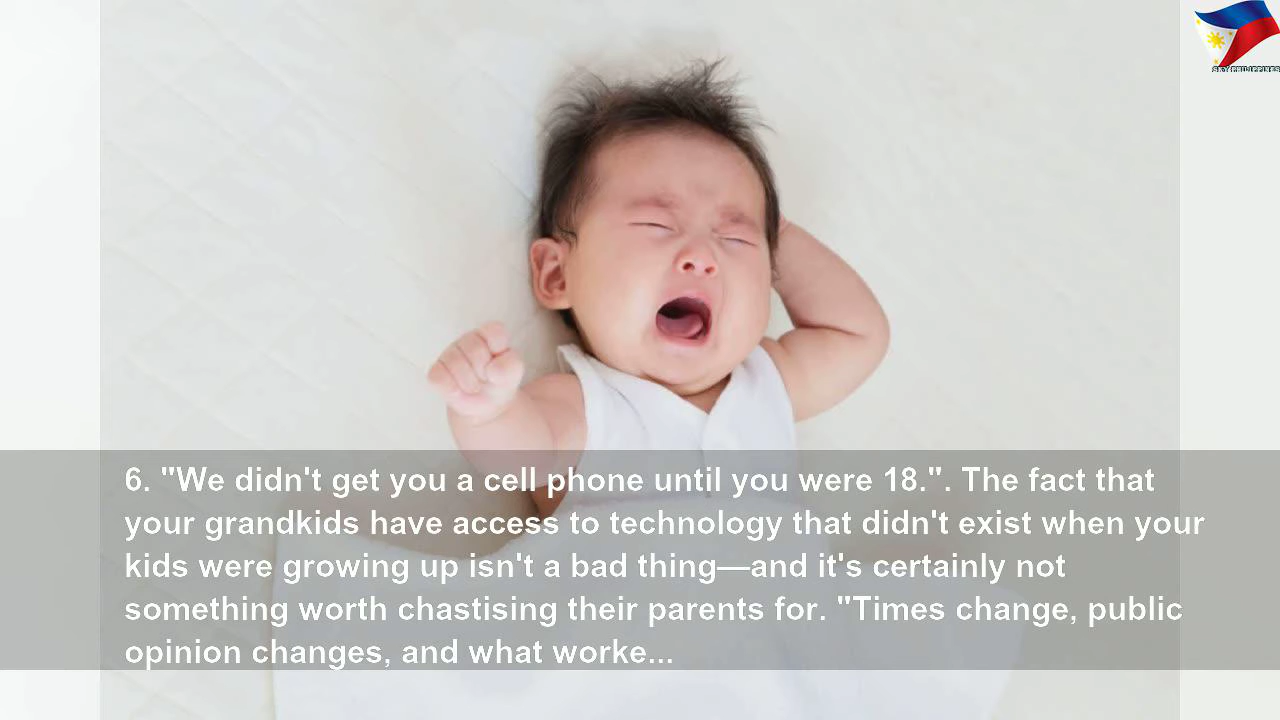 SKY PHILIPPINES
6. "We didn't get you a cell phone until you were 18.". The fact that
your grandkids have access to technology that didn't exist when your
kids were growing up isn't a bad thing—and it's certainly not
something worth chastising their parents for. "Times change, public
opinion changes, and what worke...